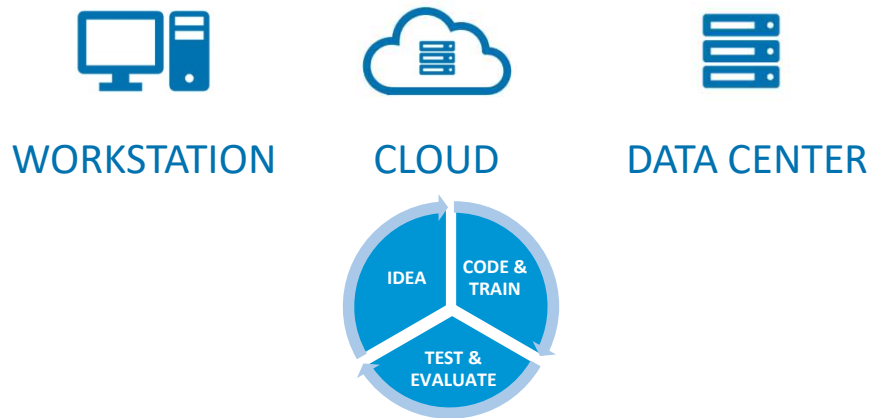 WORKSTATION
CLOUD
DATA CENTER
IDEA
CODE &
TRAIN
TEST &
EVALUATE